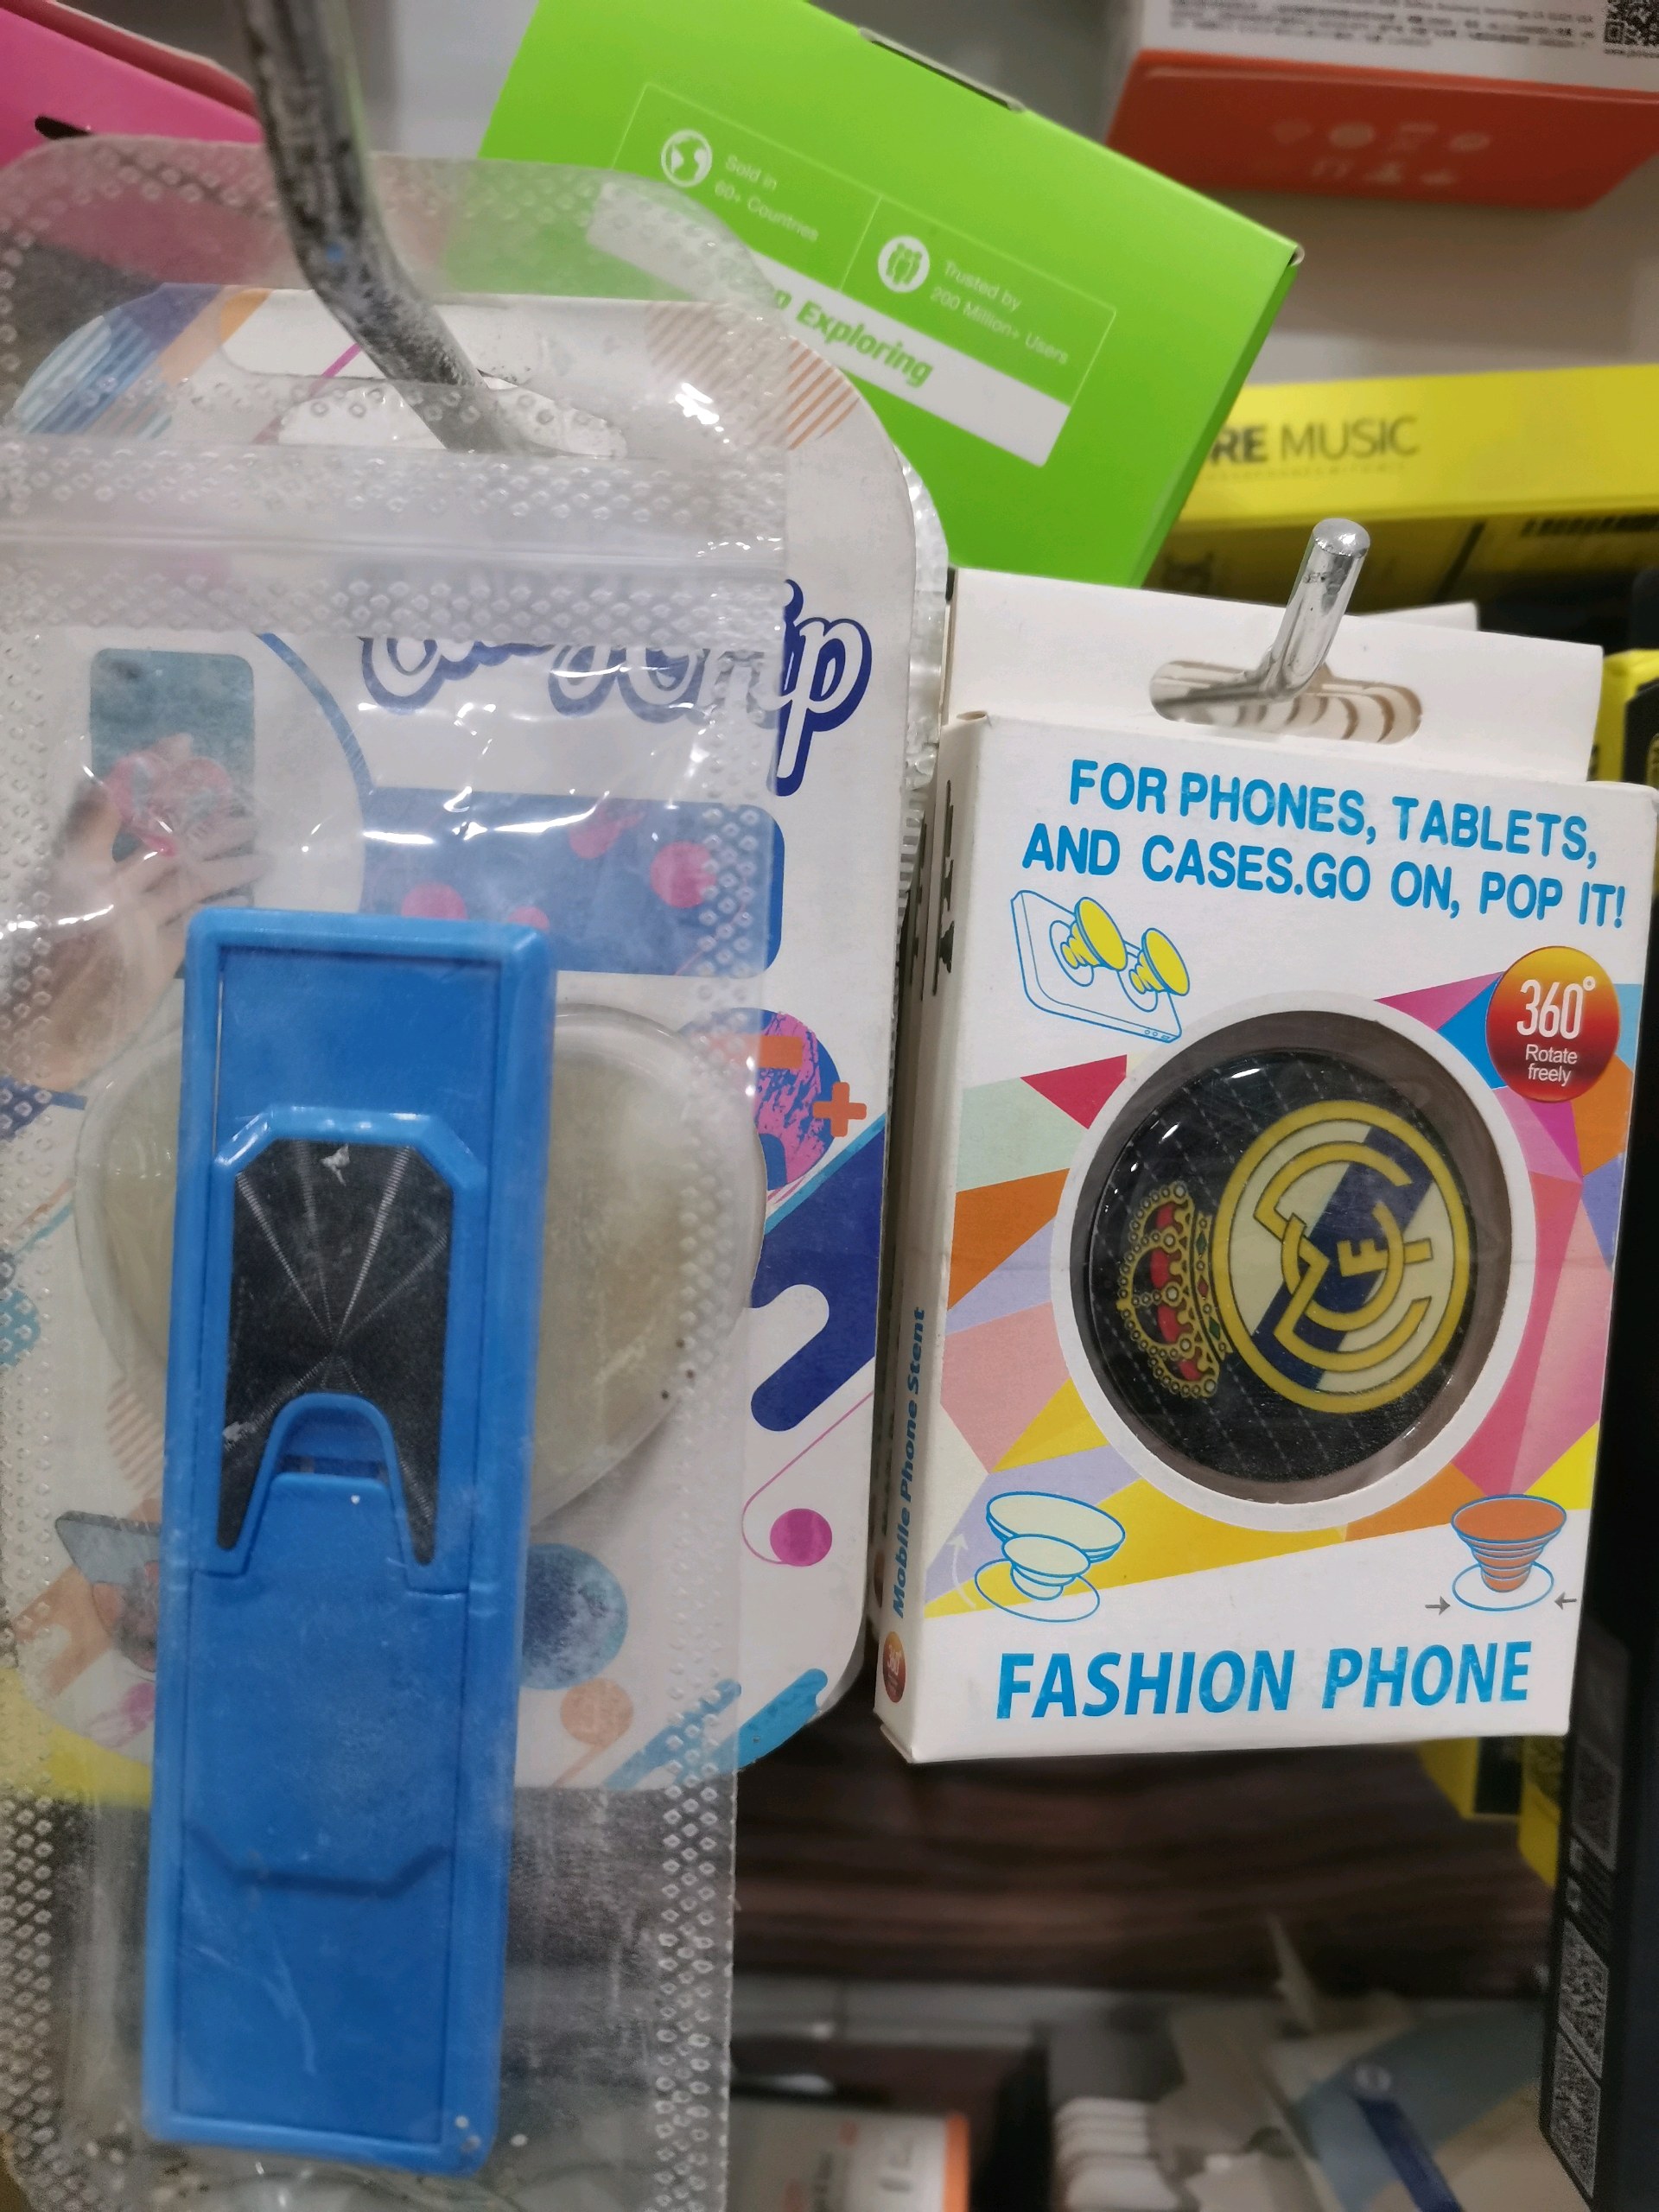 Sold in
60+ Countries
Trusted by
200 Million+ Users
Exploring
MUSIC
FOR PHONES, TABLETS,
AND CASES.GO ON, POP IT!
360°
Rotate
freely
Mobile Phone Stent
360°
FASHION PHONE